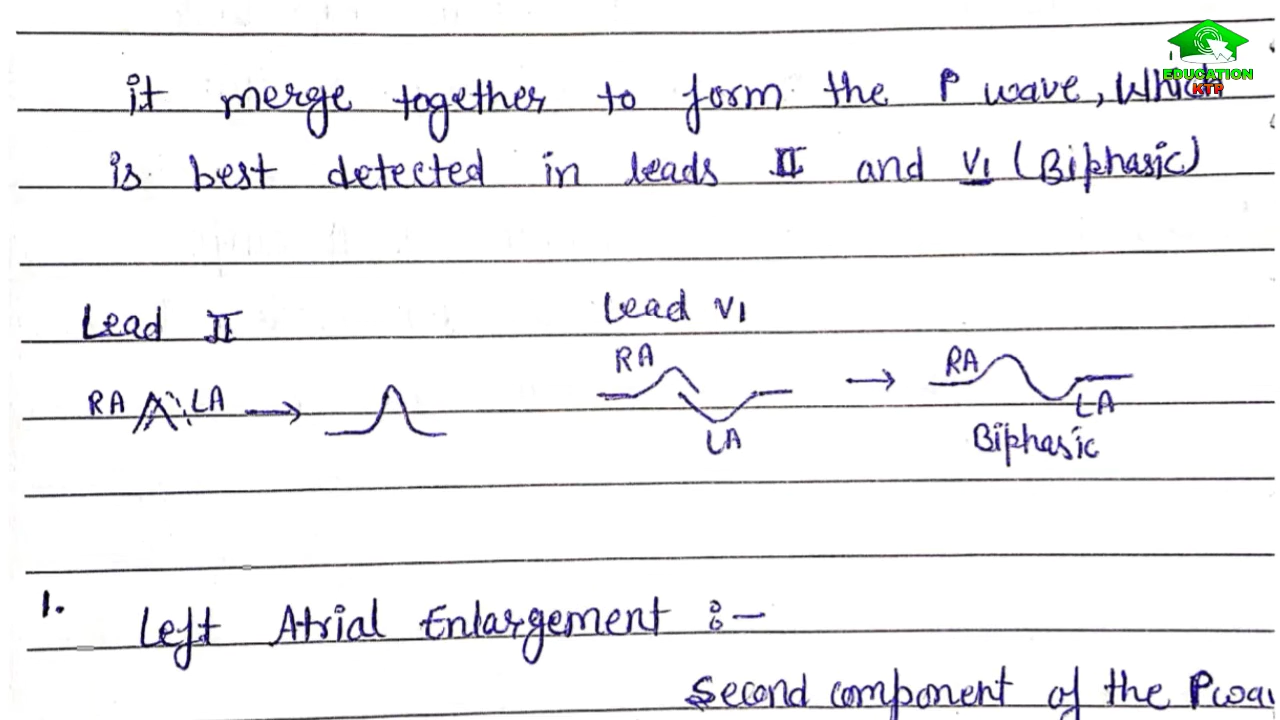 EDUCATION
KTP
it merge together to form the P wave, Which
is best detected in leads II and V1 (Biphasic)
Lead II
Lead V1
RA LA
RA
LA
RA
LA
Biphasic
1. Left Atrial Enlargement :-
Second component of the P